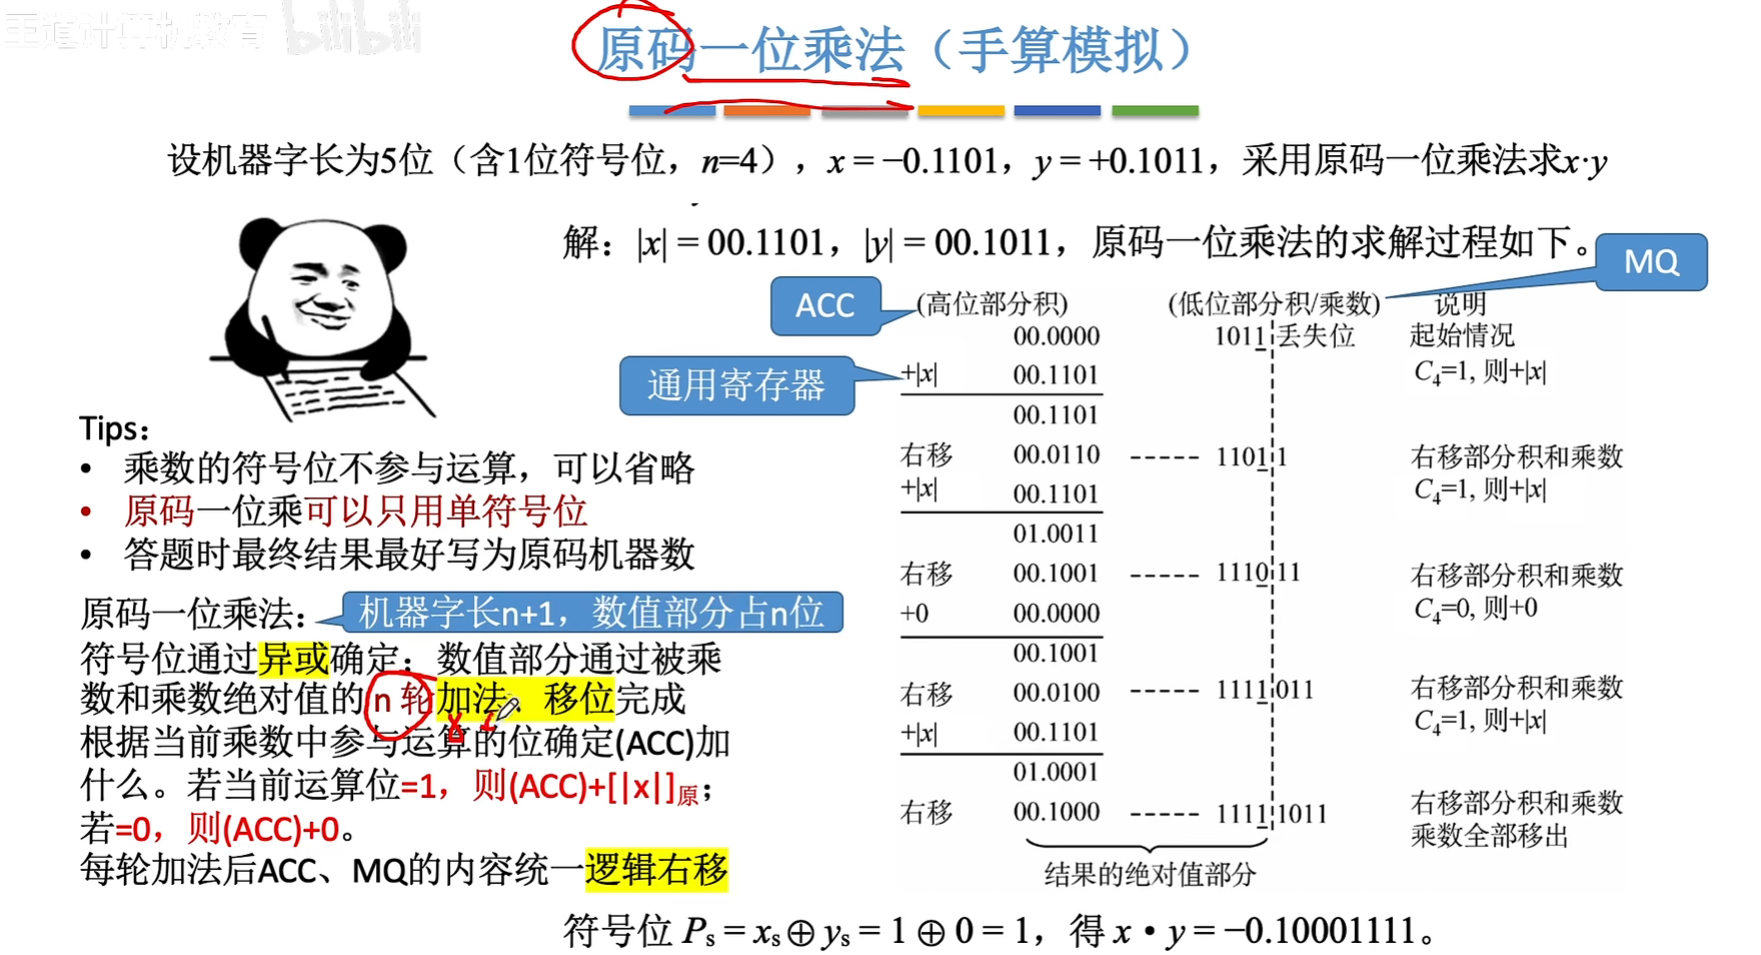 王道计算机教育 bilibili
原码一位乘法（手算模拟）
设机器字长为5位（含1位符号位，n=4），x = −0.1101，y = +0.1011，采用原码一位乘法求x·y
解：|x| = 00.1101，|y| = 00.1011，原码一位乘法的求解过程如下。
MQ
ACC
(高位部分积) (低位部分积/乘数) 说明
00.0000 1011 丢失位 起始情况
通用寄存器
+|x| 00.1101 C₄=1, 则+|x|
00.1101
右移 00.0110 ----- 1101 1 右移部分积和乘数
+|x| 00.1101 C₄=1, 则+|x|
01.0011
右移 00.1001 ----- 1110 11 右移部分积和乘数
+0 00.0000 C₄=0, 则+0
00.1001
右移 00.0100 ----- 1111 011 右移部分积和乘数
+|x| 00.1101 C₄=1, 则+|x|
01.0001
右移 00.1000 ----- 1111 1011 右移部分积和乘数
乘数全部移出
结果的绝对值部分
Tips：
• 乘数的符号位不参与运算，可以省略
• 原码一位乘可以只用单符号位
• 答题时最终结果最好写为原码机器数
原码一位乘法：
机器字长n+1，数值部分占n位
符号位通过异或确定；数值部分通过被乘
数和乘数绝对值的 n 轮加法、移位完成
根据当前乘数中参与运算的位确定(ACC)加
什么。若当前运算位=1，则(ACC)+[|x|]原；
若=0，则(ACC)+0。
每轮加法后ACC、MQ的内容统一逻辑右移
符号位 Pₛ = xₛ ⊕ yₛ = 1 ⊕ 0 = 1，得 x • y = −0.10001111。